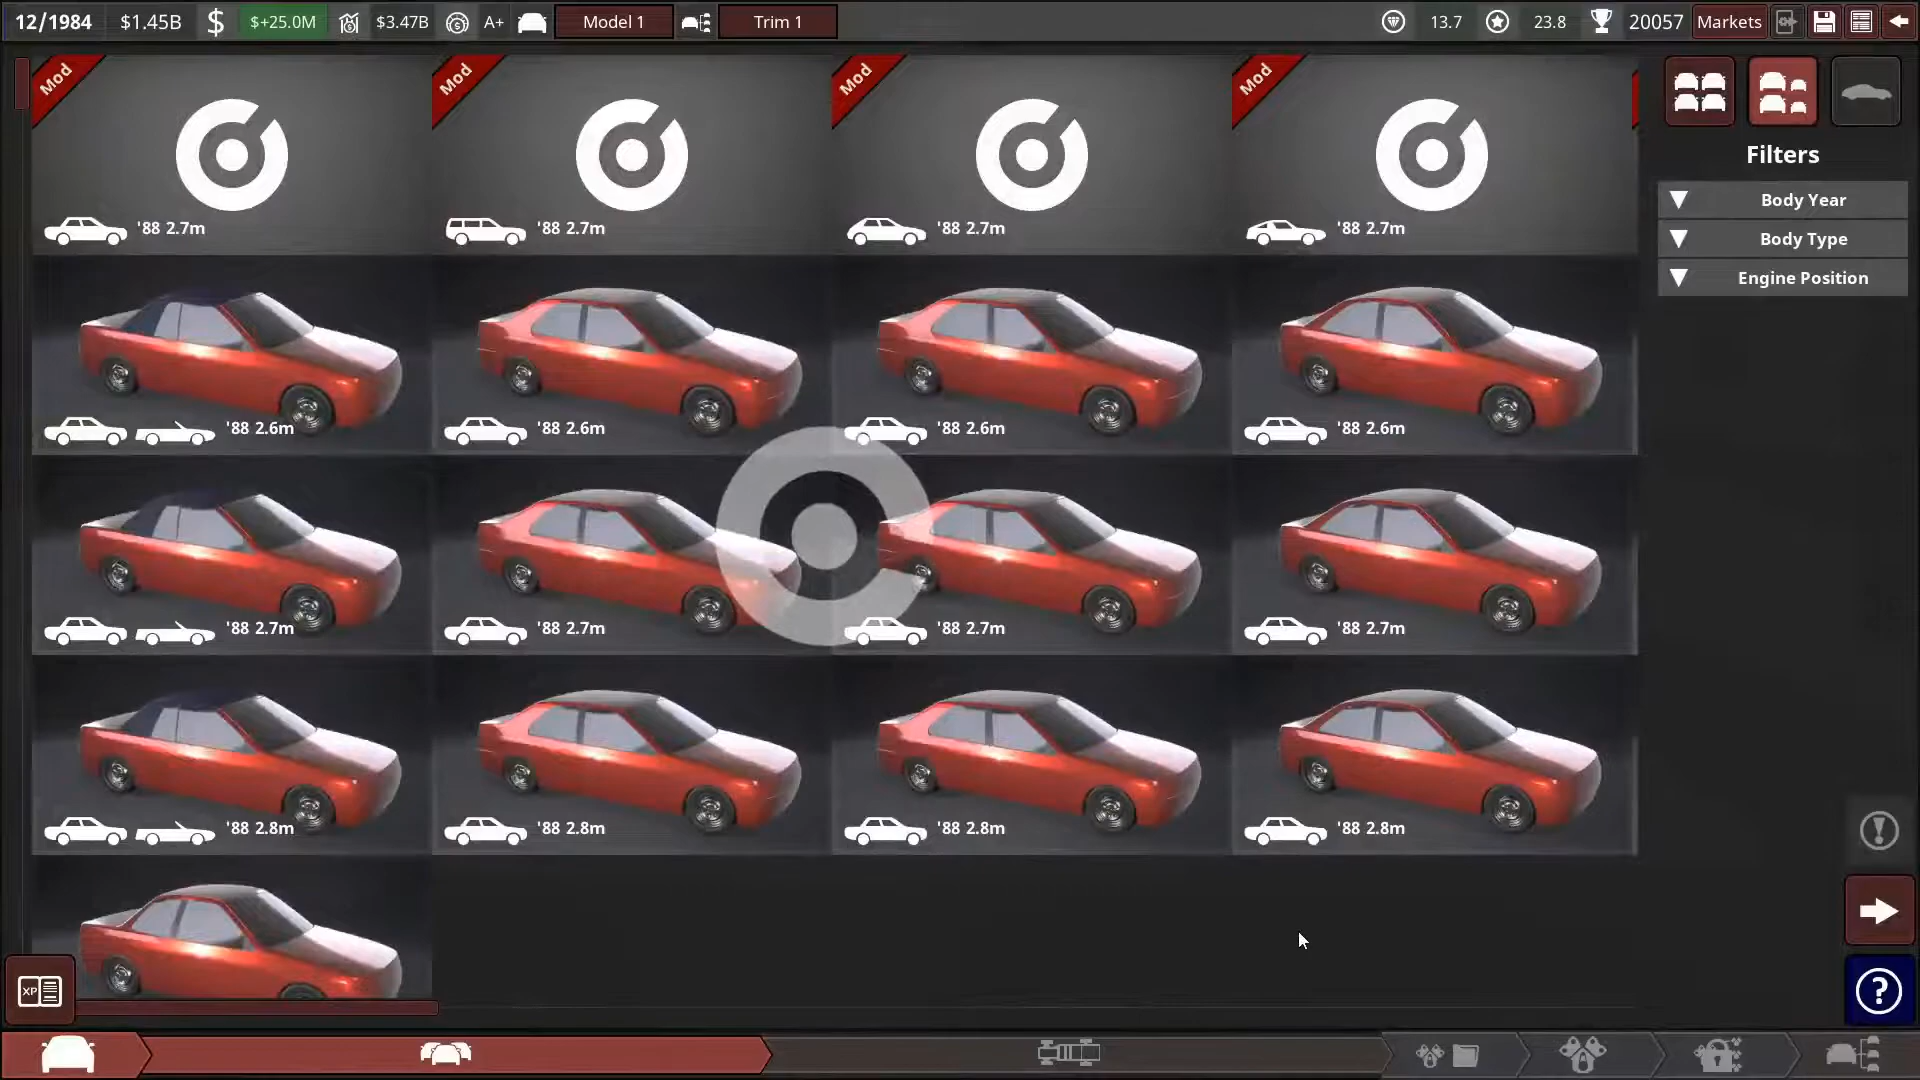 12/1984 $1.45B $+25.0M $3.47B A+ Model 1 Trim 1 13.7 23.8 20057 Markets
Mod Mod Mod Mod
Filters
Body Year
'88 2.7m '88 2.7m '88 2.7m '88 2.7m
Body Type
Engine Position
'88 2.6m '88 2.6m '88 2.6m '88 2.6m
'88 2.7m '88 2.7m '88 2.7m '88 2.7m
'88 2.8m '88 2.8m '88 2.8m '88 2.8m
XP
?